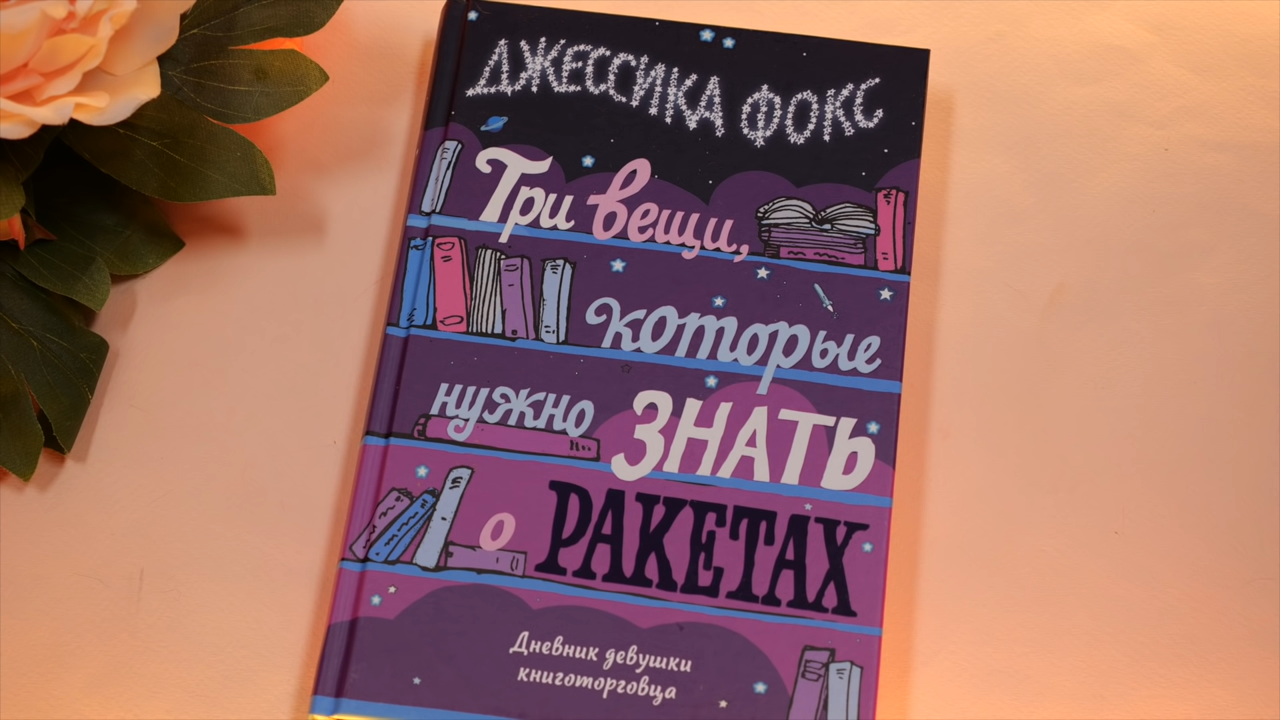 ДЖЕССИКА ФОКС
Три вещи,
которые
нужно ЗНАТЬ
о РАКЕТАХ
Дневник девушки
книготорговца